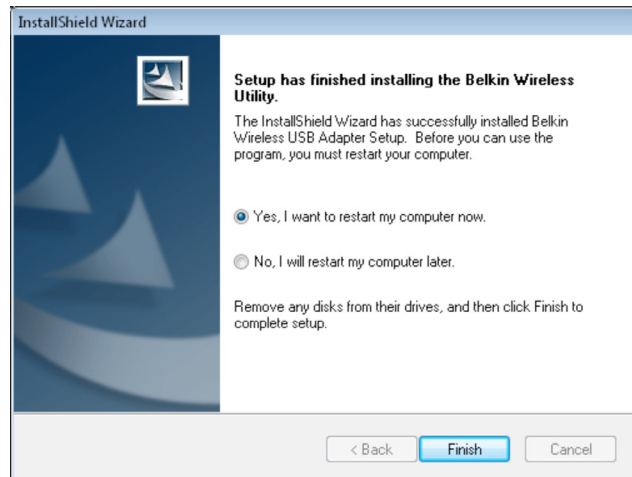 InstallShield Wizard
Setup has finished installing the Belkin Wireless
Utility.
The InstallShield Wizard has successfully installed Belkin
Wireless USB Adapter Setup. Before you can use the
program, you must restart your computer.
Yes, I want to restart my computer now.
No, I will restart my computer later.
Remove any disks from their drives, and then click Finish to
complete setup.
< Back Finish Cancel